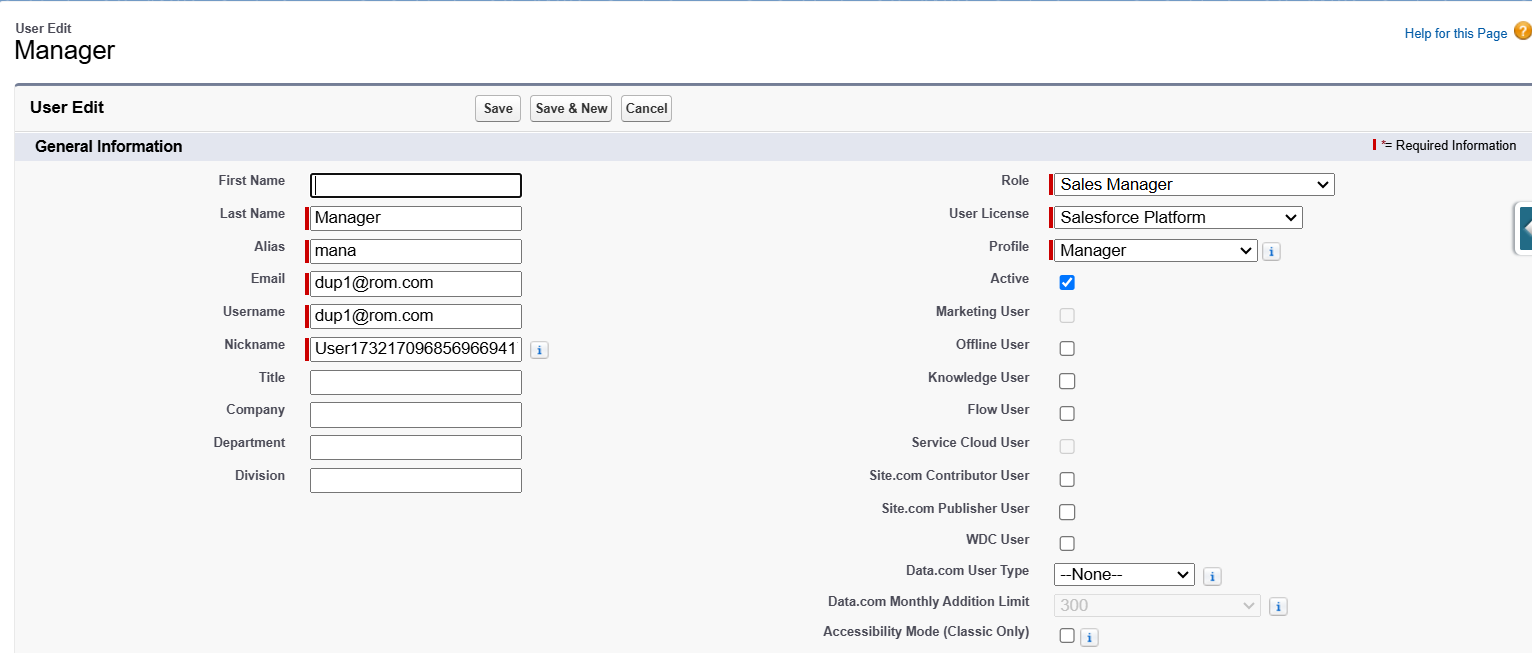 User Edit
Manager
Help for this Page ?
User Edit
Save
Save & New
Cancel
General Information
*= Required Information
First Name
Last Name Manager
Alias mana
Email dup1@rom.com
Username dup1@rom.com
Nickname User173217096856966941 i
Title
Company
Department
Division
Role Sales Manager
User License Salesforce Platform
Profile Manager i
Active
Marketing User
Offline User
Knowledge User
Flow User
Service Cloud User
Site.com Contributor User
Site.com Publisher User
WDC User
Data.com User Type --None-- i
Data.com Monthly Addition Limit 300 i
Accessibility Mode (Classic Only) i